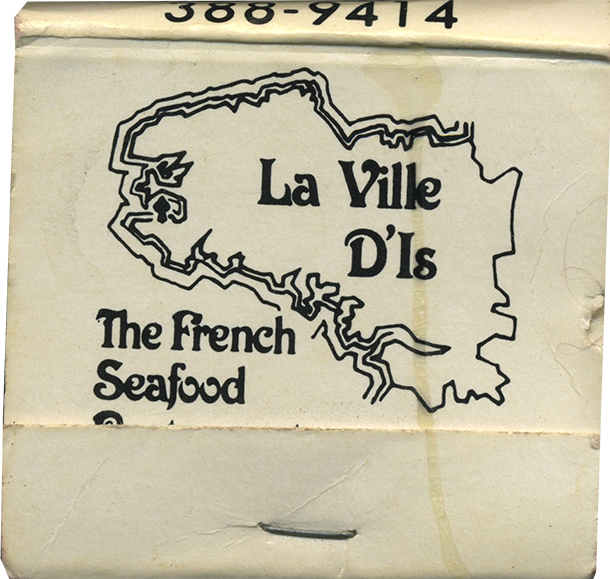 388-9414
La Ville
D'Is
The French
Seafood